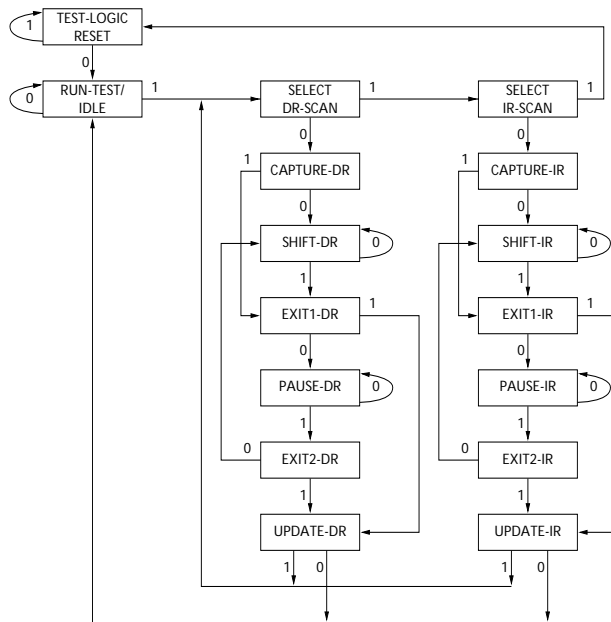 TEST-LOGIC
RESET
1
0
RUN-TEST/
IDLE
0
1
SELECT
DR-SCAN
1
SELECT
IR-SCAN
1
0
0
CAPTURE-DR
1
CAPTURE-IR
1
0
0
SHIFT-DR
0
SHIFT-IR
0
1
1
EXIT1-DR
1
EXIT1-IR
1
0
0
PAUSE-DR
0
PAUSE-IR
0
1
1
0
EXIT2-DR
0
EXIT2-IR
1
1
UPDATE-DR
UPDATE-IR
1
0
1
0